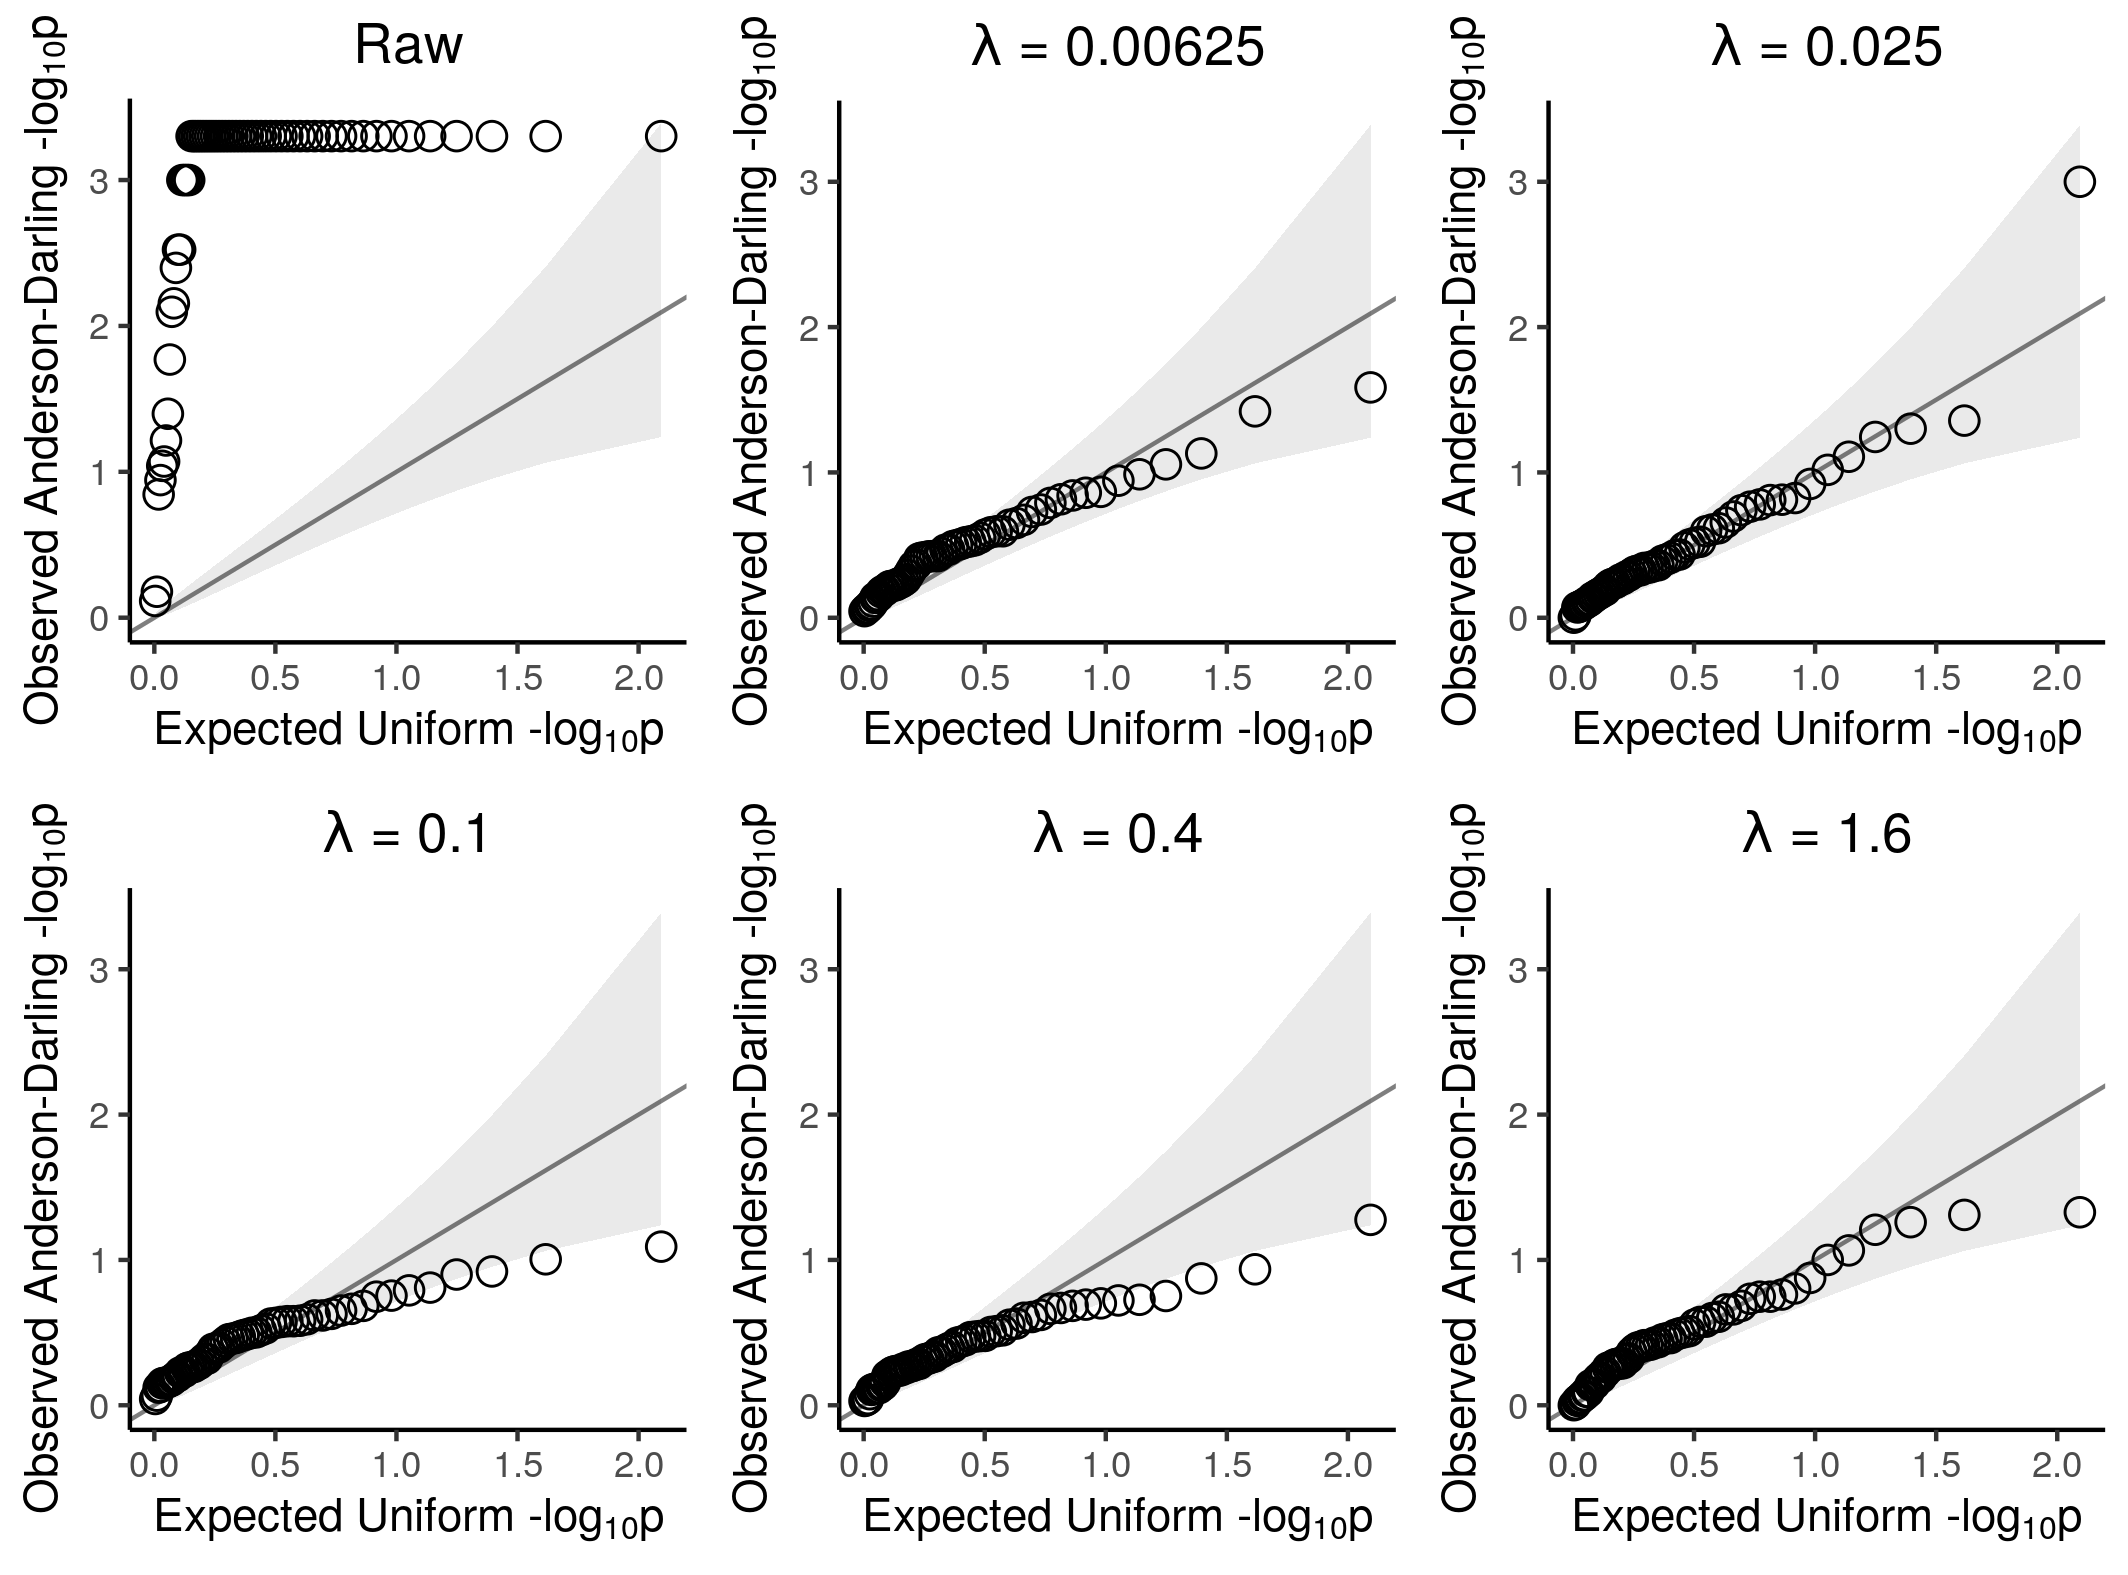 Raw
Observed Anderson-Darling -log₁₀p
3
2
1
0
0.0 0.5 1.0 1.5 2.0
Expected Uniform -log₁₀p
λ = 0.00625
Observed Anderson-Darling -log₁₀p
3
2
1
0
0.0 0.5 1.0 1.5 2.0
Expected Uniform -log₁₀p
λ = 0.025
Observed Anderson-Darling -log₁₀p
3
2
1
0
0.0 0.5 1.0 1.5 2.0
Expected Uniform -log₁₀p
λ = 0.1
Observed Anderson-Darling -log₁₀p
3
2
1
0
0.0 0.5 1.0 1.5 2.0
Expected Uniform -log₁₀p
λ = 0.4
Observed Anderson-Darling -log₁₀p
3
2
1
0
0.0 0.5 1.0 1.5 2.0
Expected Uniform -log₁₀p
λ = 1.6
Observed Anderson-Darling -log₁₀p
3
2
1
0
0.0 0.5 1.0 1.5 2.0
Expected Uniform -log₁₀p